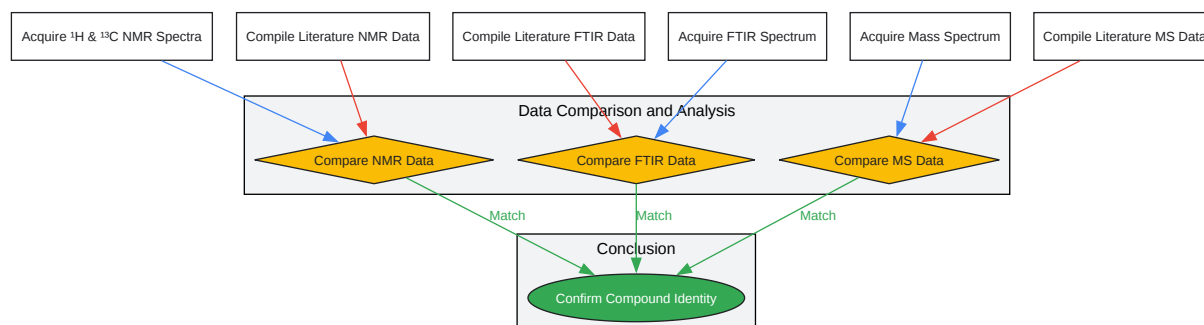 Acquire ¹H & ¹³C NMR Spectra
Compile Literature NMR Data
Compile Literature FTIR Data
Acquire FTIR Spectrum
Acquire Mass Spectrum
Compile Literature MS Data
Data Comparison and Analysis
Compare NMR Data
Compare FTIR Data
Compare MS Data
Match
Match
Match
Conclusion
Confirm Compound Identity